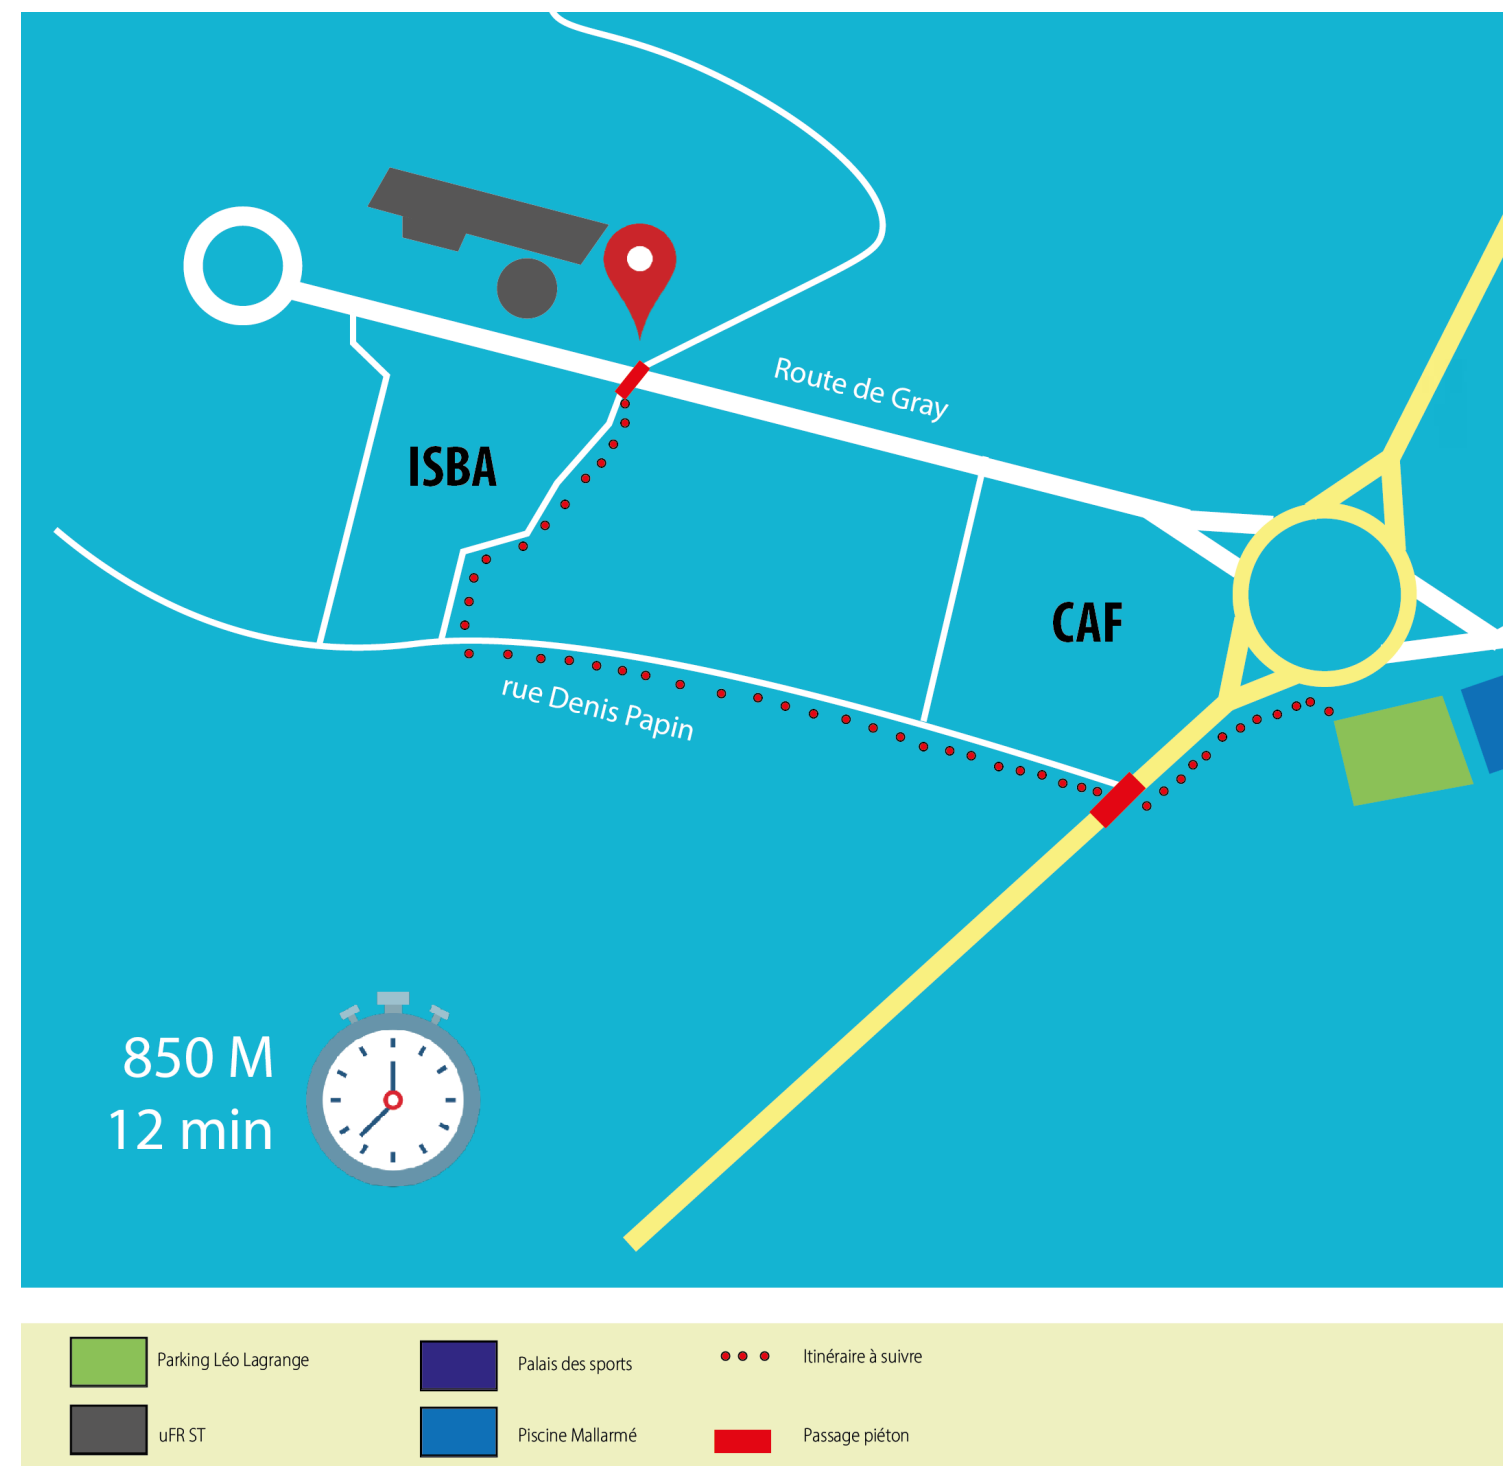 Route de Gray
ISBA
CAF
rue Denis Papin
850 M
12 min
Parking Léo Lagrange
Palais des sports
Itinéraire à suivre
uFR ST
Piscine Mallarmé
Passage piéton